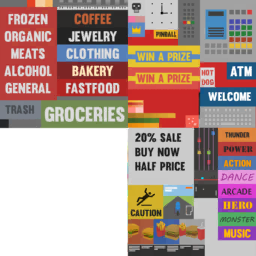 FROZEN
ORGANIC
MEATS
ALCOHOL
GENERAL
COFFEE
JEWELRY
CLOTHING
BAKERY
FASTFOOD
TRASH
GROCERIES
PINBALL
WIN A PRIZE
WIN A PRIZE
HOT
DOG
ATM
WELCOME
20% SALE
BUY NOW
HALF PRICE
CAUTION
THUNDER
POWER
ACTION
DANCE
ARCADE
HERO
MONSTER
MUSIC